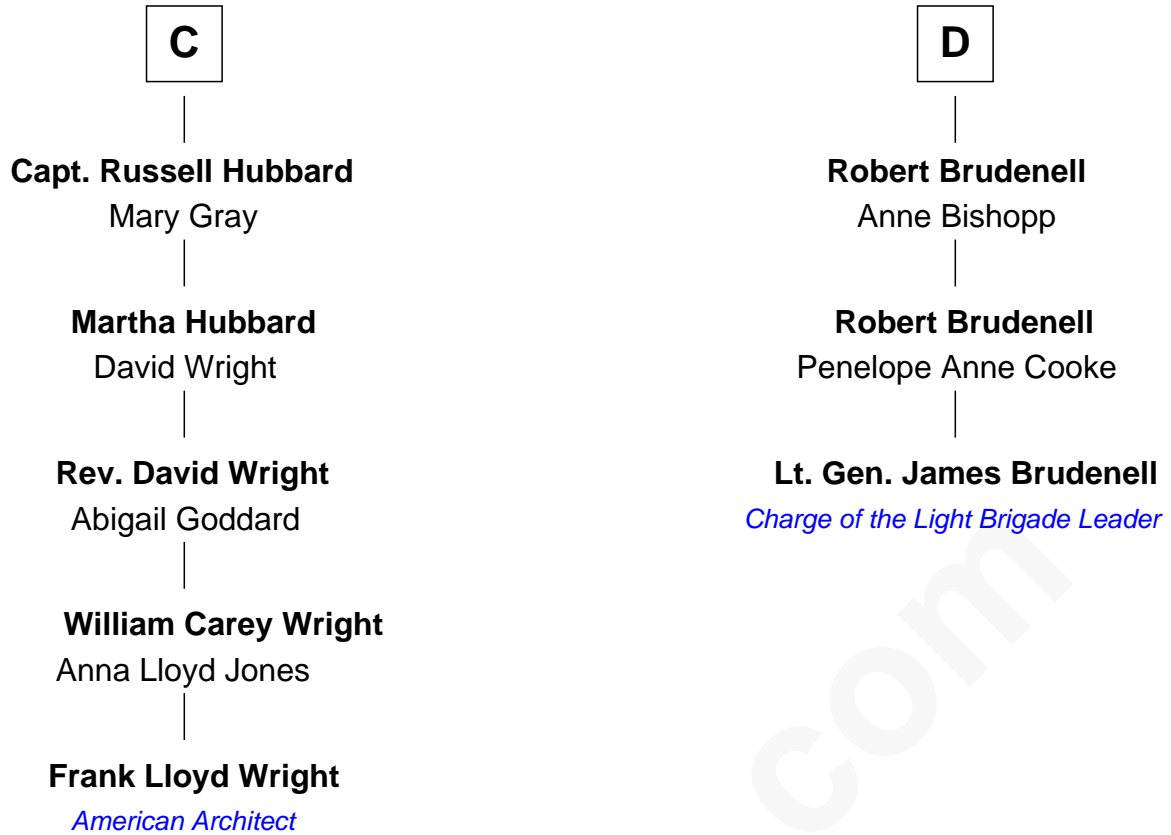 C
Capt. Russell Hubbard
Mary Gray
Martha Hubbard
David Wright
Rev. David Wright
Abigail Goddard
William Carey Wright
Anna Lloyd Jones
Frank Lloyd Wright
American Architect
D
Robert Brudenell
Anne Bishopp
Robert Brudenell
Penelope Anne Cooke
Lt. Gen. James Brudenell
Charge of the Light Brigade Leader
com